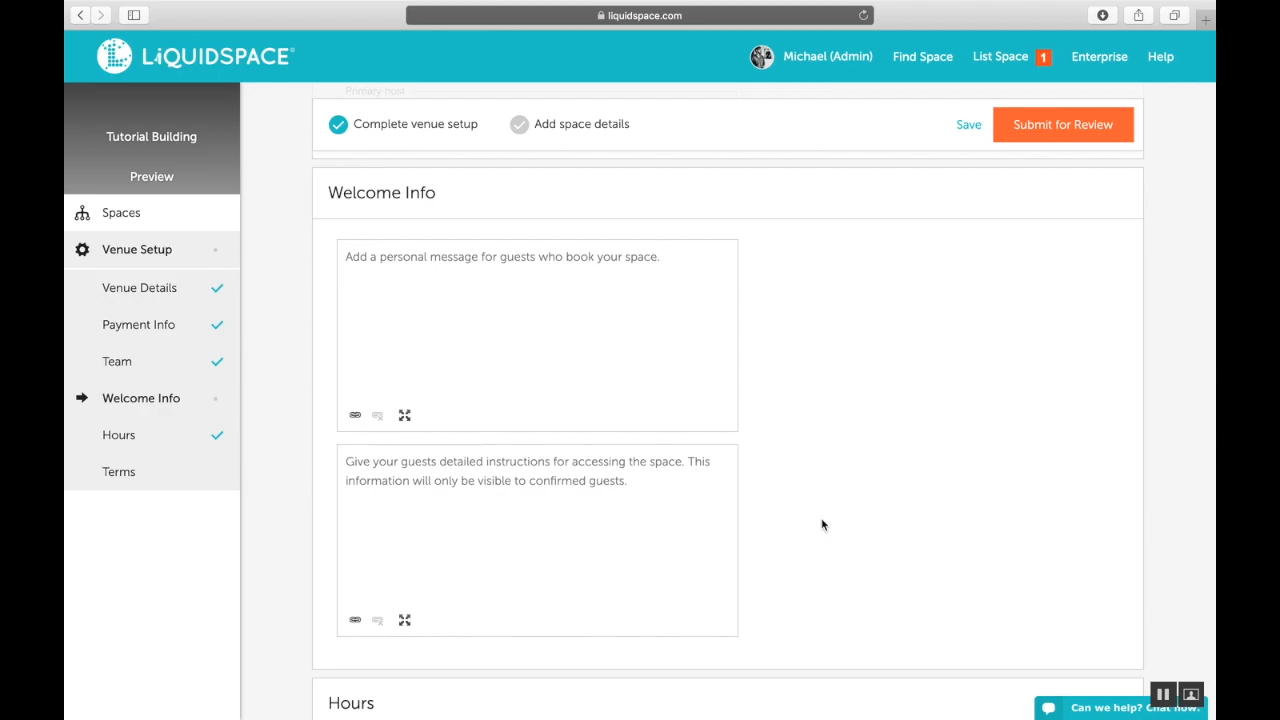 liquidspace.com
LIQUIDSPACE
Michael (Admin)
Find Space
List Space 1
Enterprise
Help
Tutorial Building
Preview
Spaces
Venue Setup
Venue Details
Payment Info
Team
Welcome Info
Hours
Terms
Primary host
Complete venue setup
Add space details
Save
Submit for Review
Welcome Info
Add a personal message for guests who book your space.
Give your guests detailed instructions for accessing the space. This
information will only be visible to confirmed guests.
Hours
Can we help? Chat now.